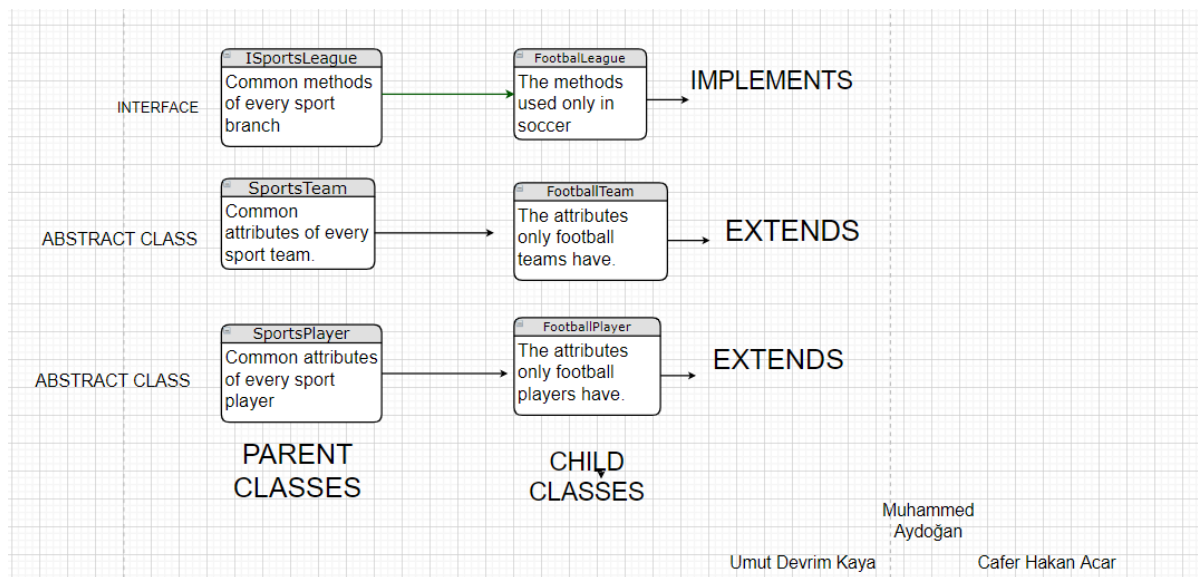 ISportsLeague
Common methods
of every sport
branch
INTERFACE
FootbalLeague
The methods
used only in
soccer
IMPLEMENTS
SportsTeam
Common
attributes of every
sport team.
ABSTRACT CLASS
FootballTeam
The attributes
only football
teams have.
EXTENDS
SportsPlayer
Common attributes
of every sport
player
ABSTRACT CLASS
FootballPlayer
The attributes
only football
players have.
EXTENDS
PARENT
CLASSES
CHILD
CLASSES
Muhammed
Aydoğan
Umut Devrim Kaya
Cafer Hakan Acar